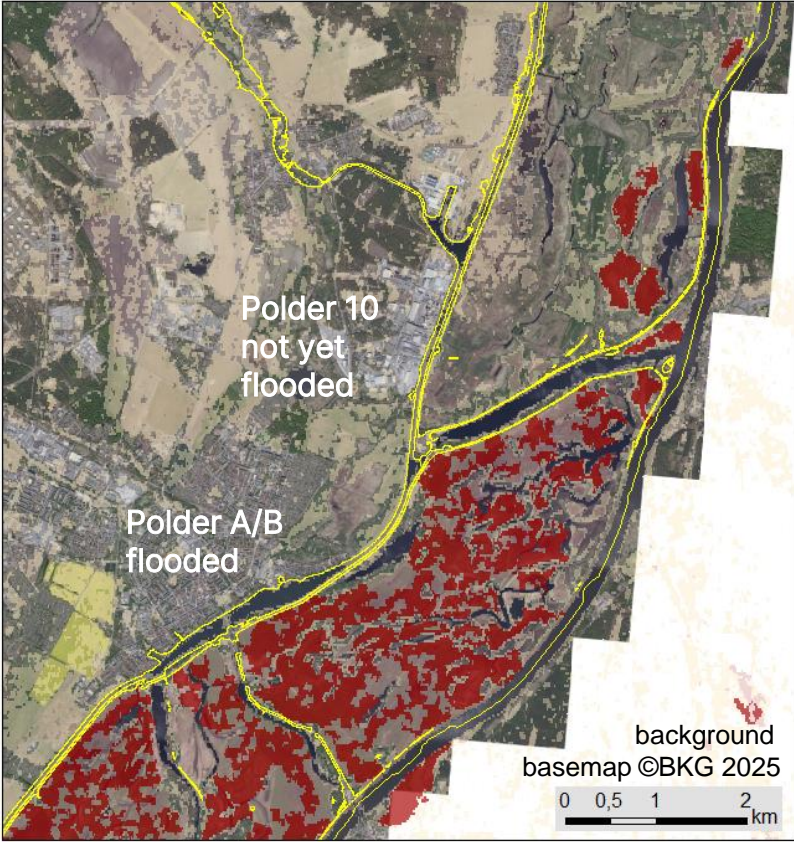 Polder 10
not yet
flooded
Polder A/B
flooded
background
basemap ©BKG 2025
0 0,5 1 2
km